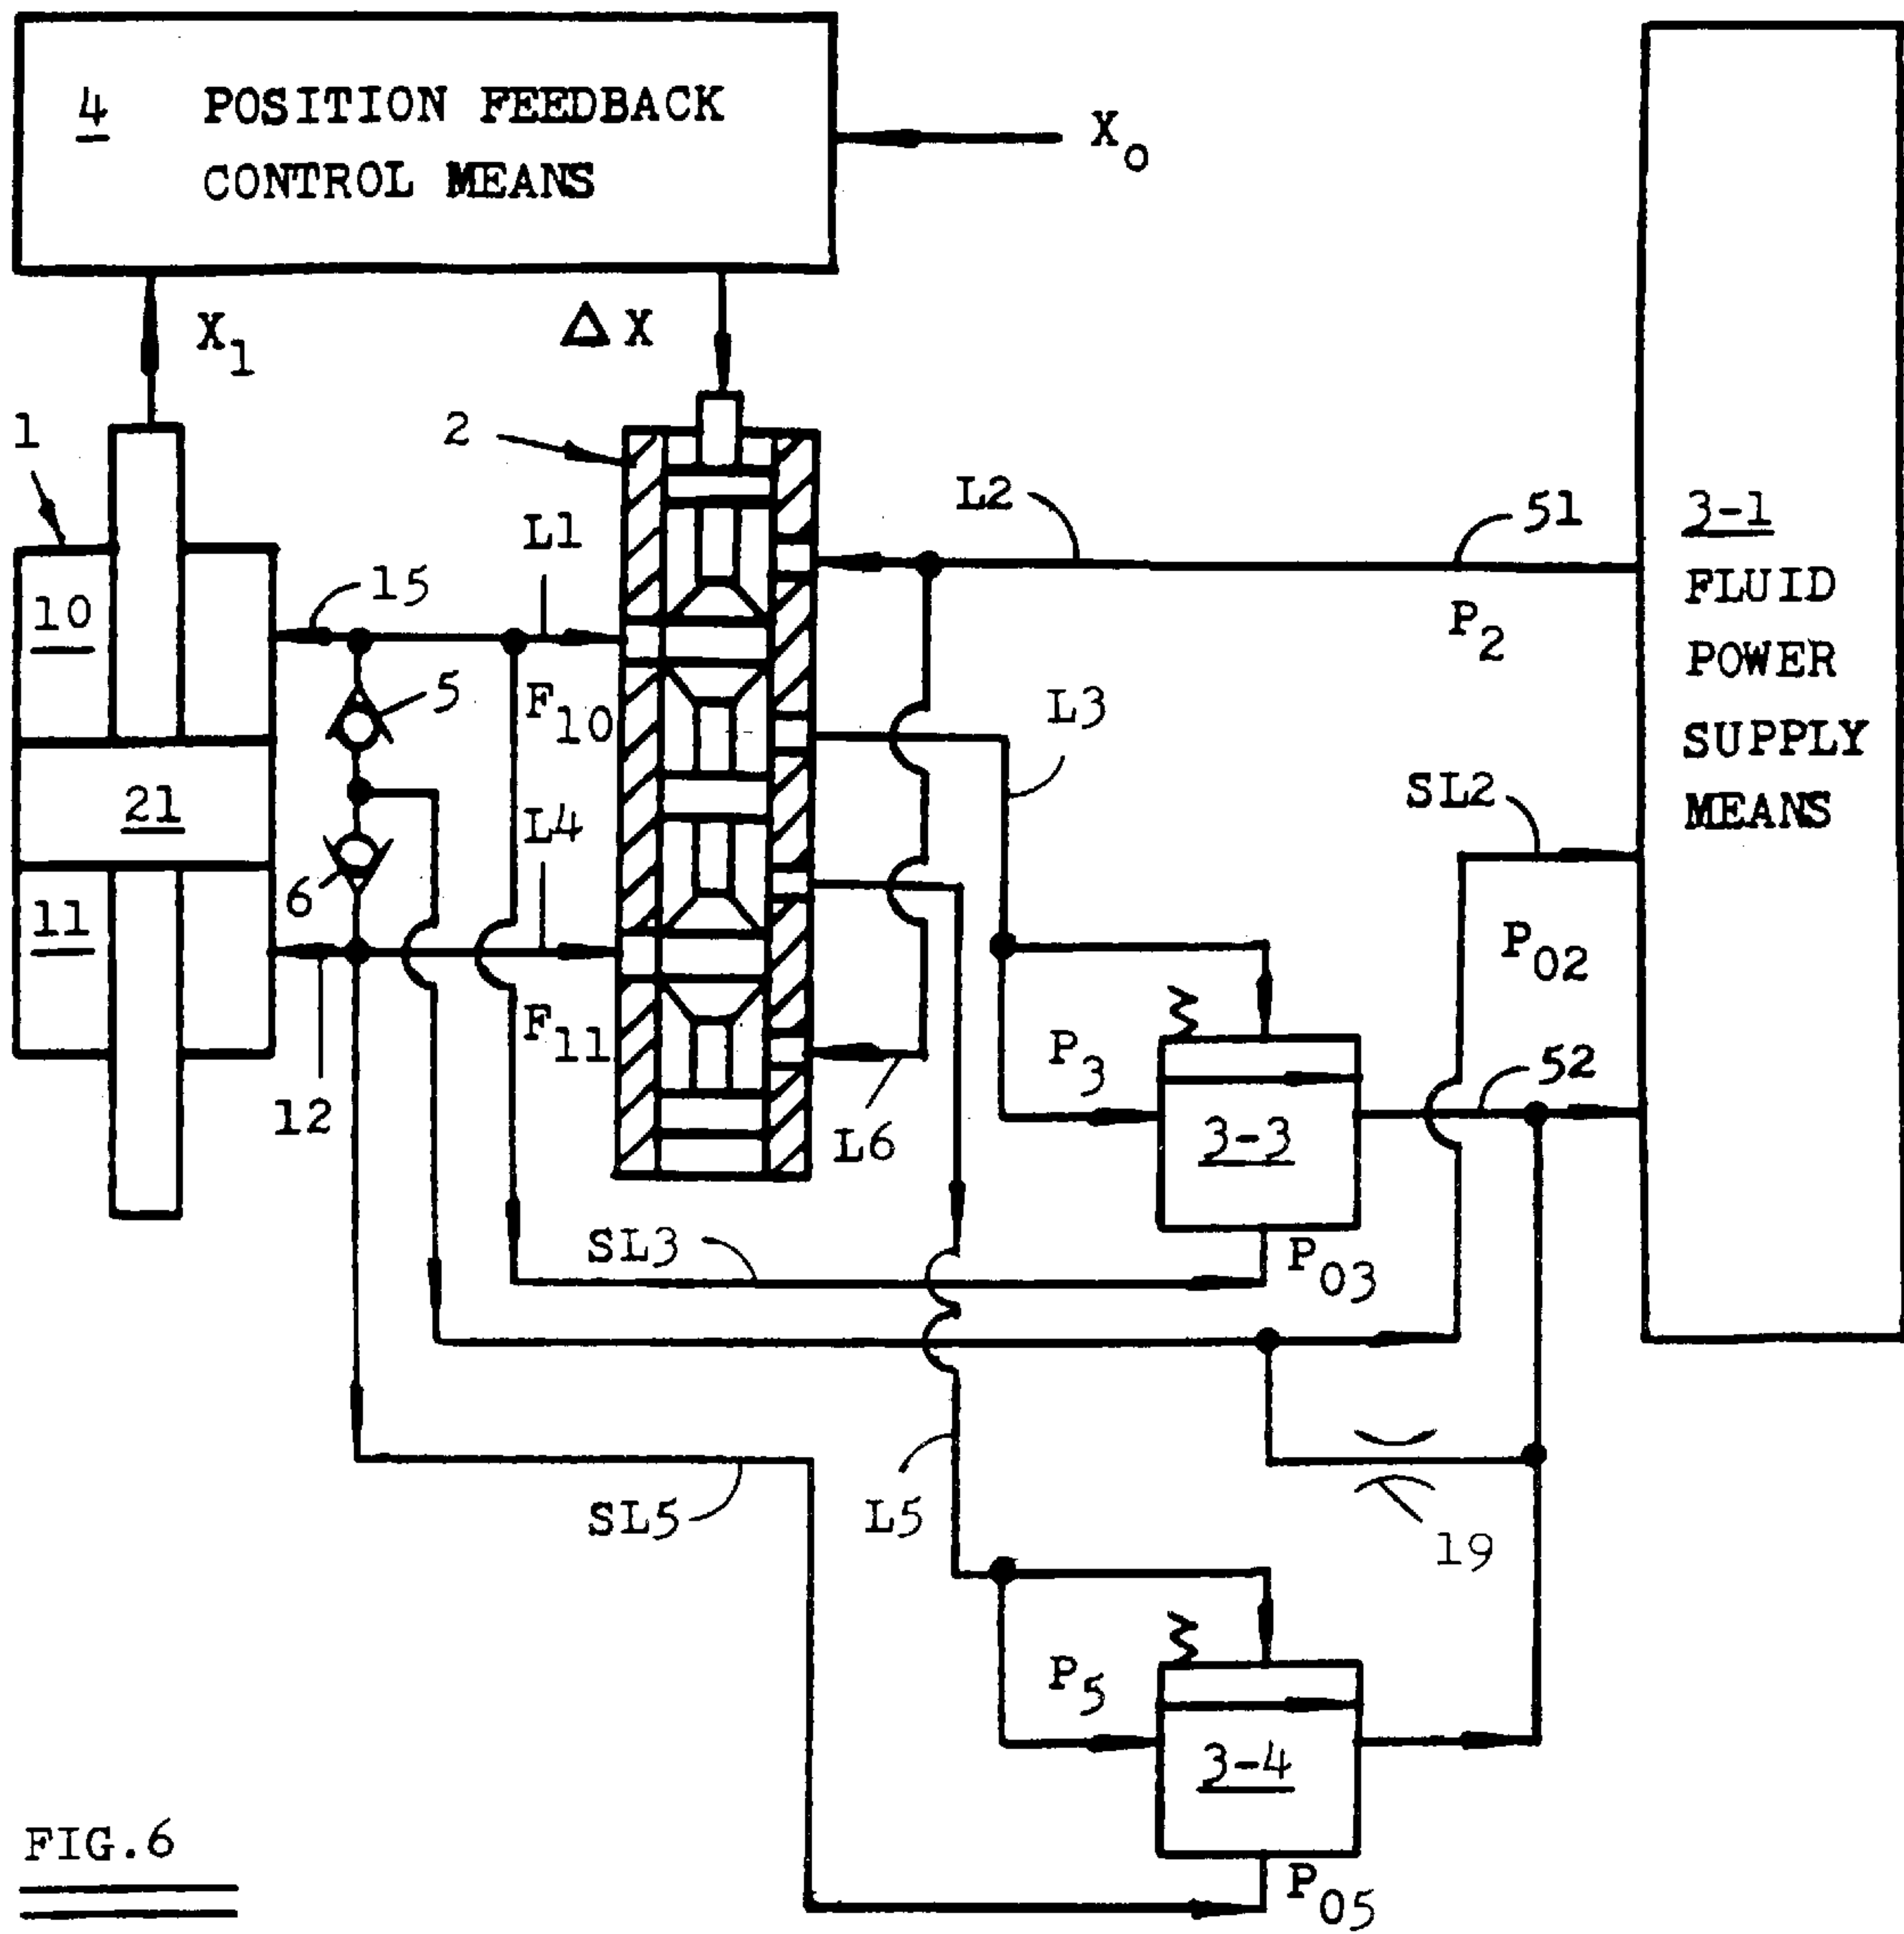 4 POSITION FEEDBACK
CONTROL MEANS
X₀
X₁
ΔX
1
2
L2
51
3-1
FLUID
POWER
SUPPLY
MEANS
L1
15
10
P₂
5
F₁₀
L3
21
L4
SL2
6
11
P₀₂
F₁₁
P₃
52
12
L6
3-3
SL3
P₀₃
SL5
L5
19
P₅
3-4
FIG.6
P₀₅